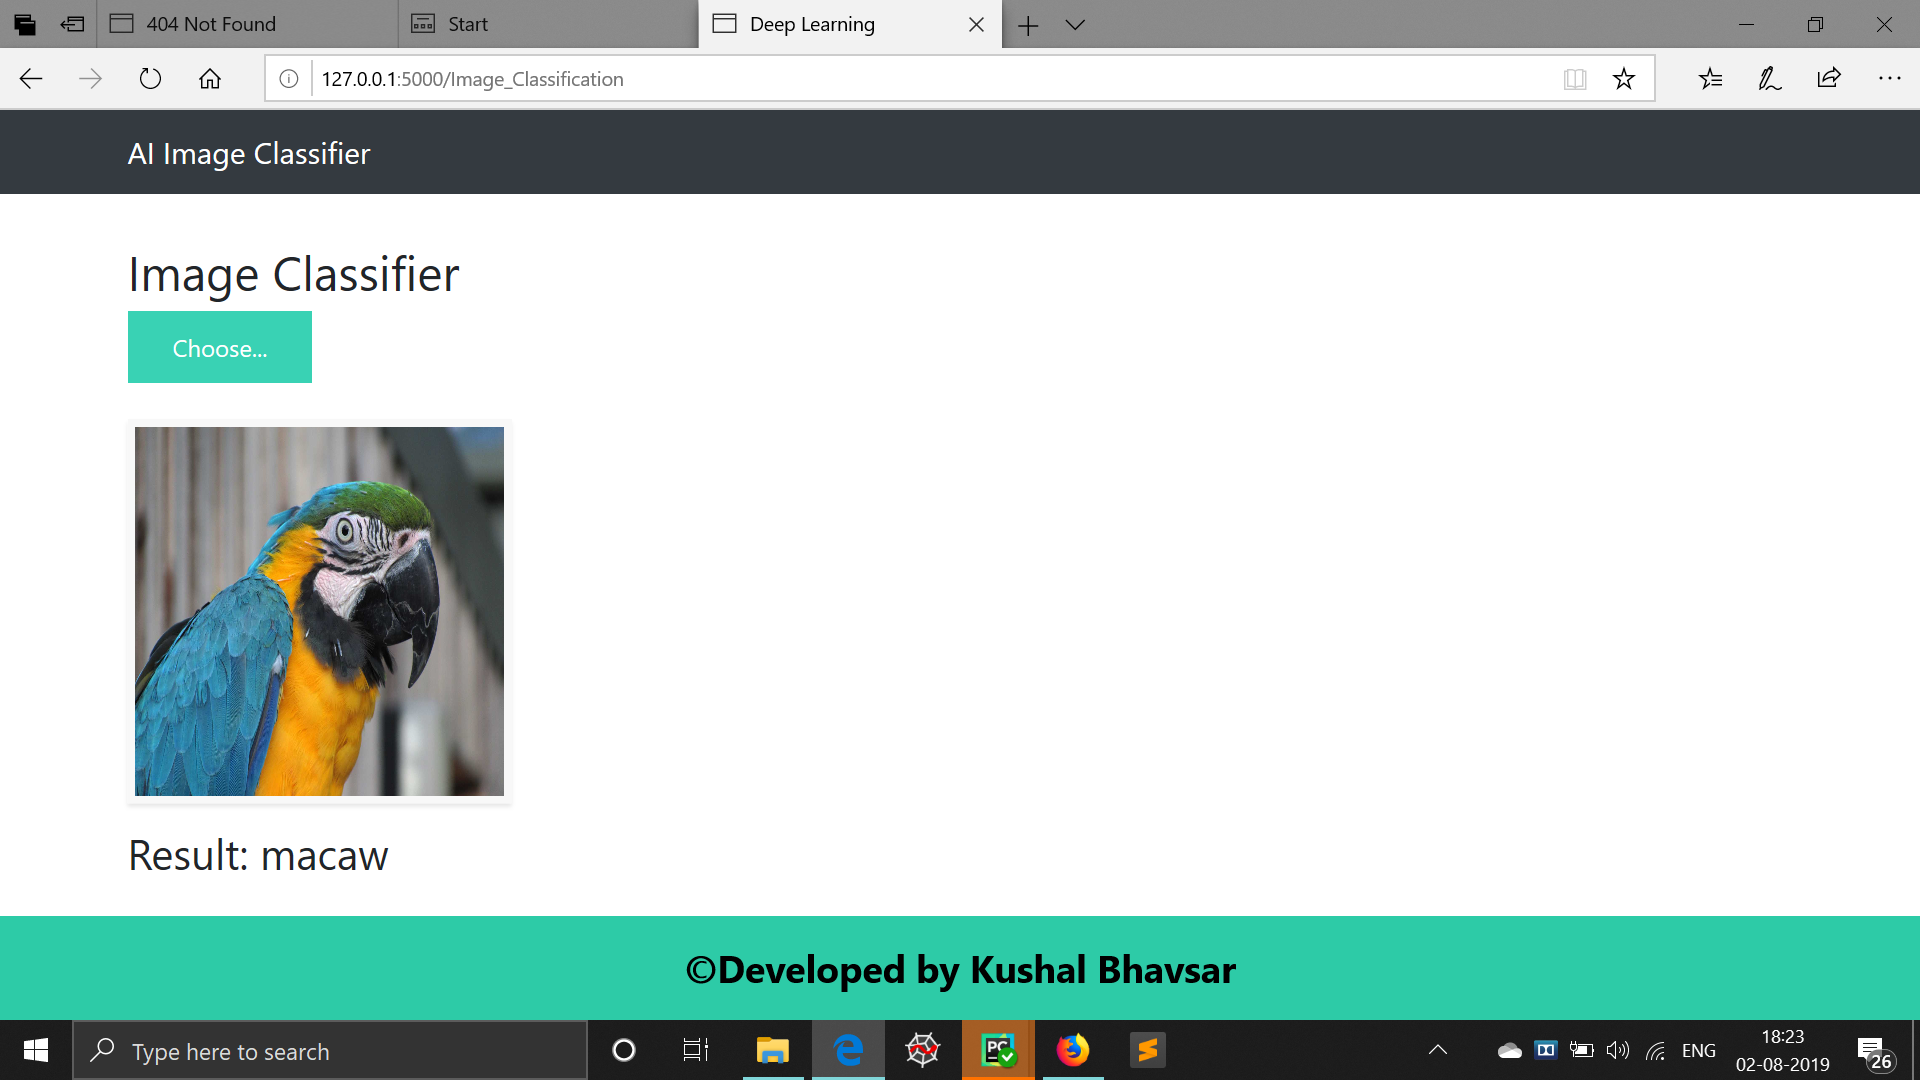 404 Not Found
Start
Deep Learning
127.0.0.1:5000/Image_Classification
AI Image Classifier
Image Classifier
Choose...
Result: macaw
©Developed by Kushal Bhavsar
Type here to search
PC
ENG
18:23
02-08-2019
26